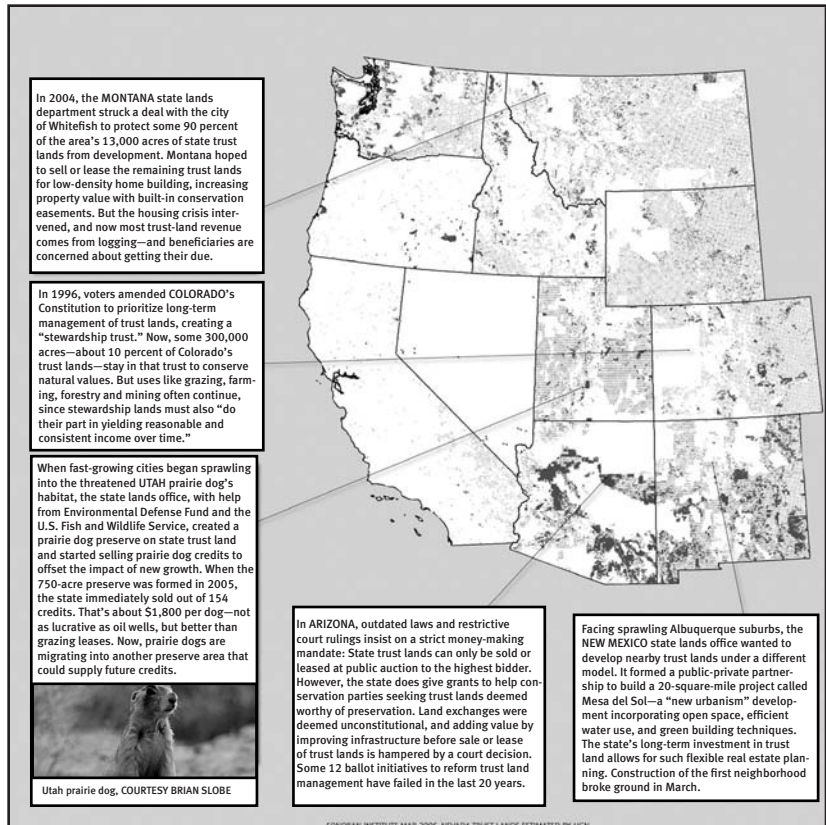 In 2004, the MONTANA state lands
department struck a deal with the city
of Whitefish to protect some 90 percent
of the area's 13,000 acres of state trust
lands from development. Montana hoped
to sell or lease the remaining trust lands
for low-density home building, increasing
property value with built-in conservation
easements. But the housing crisis inter-
vened, and now most trust-land revenue
comes from logging—and beneficiaries are
concerned about getting their due.
In 1996, voters amended COLORADO's
Constitution to prioritize long-term
management of trust lands, creating a
"stewardship trust." Now, some 300,000
acres—about 10 percent of Colorado's
trust lands—stay in that trust to conserve
natural values. But uses like grazing, farm-
ing, forestry and mining often continue,
since stewardship lands must also "do
their part in yielding reasonable and
consistent income over time."
When fast-growing cities began sprawling
into the threatened UTAH prairie dog's
habitat, the state lands office, with help
from Environmental Defense Fund and the
U.S. Fish and Wildlife Service, created a
prairie dog preserve on state trust land
and started selling prairie dog credits to
offset the impact of new growth. When the
750-acre preserve was formed in 2005,
the state immediately sold out of 154
credits. That's about $1,800 per dog—not
as lucrative as oil wells, but better than
grazing leases. Now, prairie dogs are
migrating into another preserve area that
could supply future credits.
Utah prairie dog, COURTESY BRIAN SLOBE
In ARIZONA, outdated laws and restrictive
court rulings insist on a strict money-making
mandate: State trust lands can only be sold or
leased at public auction to the highest bidder.
However, the state does give grants to help con-
servation parties seeking trust lands deemed
worthy of preservation. Land exchanges were
deemed unconstitutional, and adding value by
improving infrastructure before sale or lease
of trust lands is hampered by a court decision.
Some 12 ballot initiatives to reform trust land
management have failed in the last 20 years.
Facing sprawling Albuquerque suburbs, the
NEW MEXICO state lands office wanted to
develop nearby trust lands under a different
model. It formed a public-private partner-
ship to build a 20-square-mile project called
Mesa del Sol—a "new urbanism" develop-
ment incorporating open space, efficient
water use, and green building techniques.
The state's long-term investment in trust
land allows for such flexible real estate plan-
ning. Construction of the first neighborhood
broke ground in March.